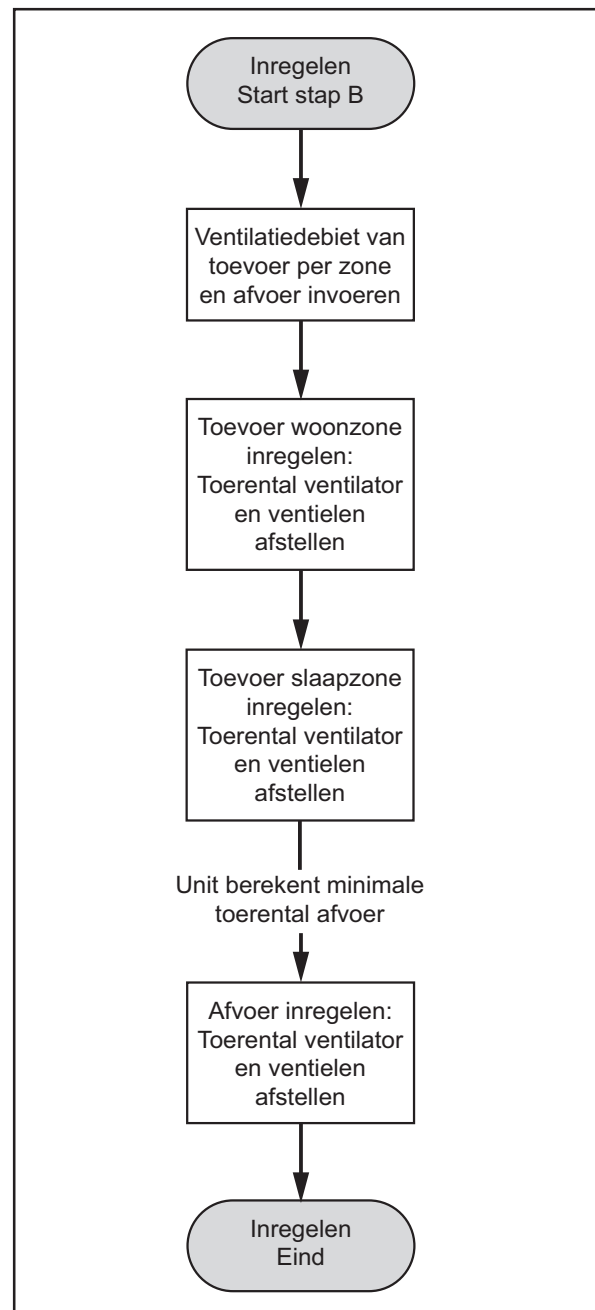 Inregelen
Start stap B
Ventilatiedebiet van
toevoer per zone
en afvoer invoeren
Toevoer woonzone
inregelen:
Toerental ventilator
en ventielen
afstellen
Toevoer slaapzone
inregelen:
Toerental ventilator
en ventielen
afstellen
Unit berekent minimale
toerental afvoer
Afvoer inregelen:
Toerental ventilator
en ventielen
afstellen
Inregelen
Eind